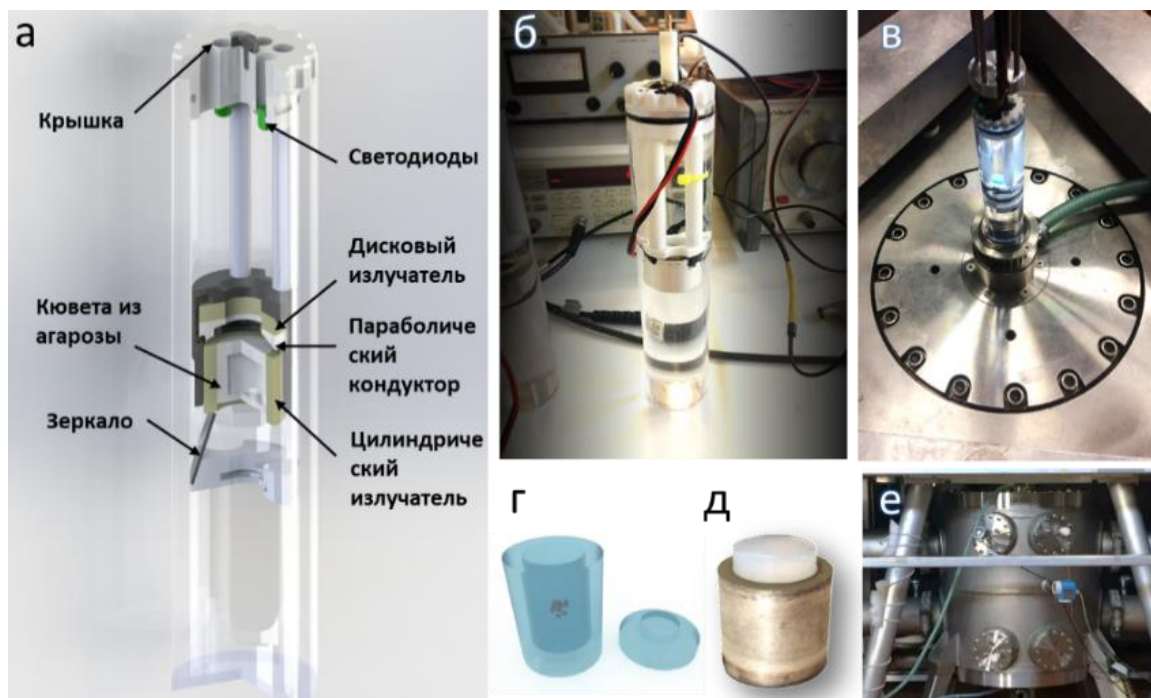 а
Крышка
Светодиоды
Дисковый
излучатель
Кювета из
агарозы
Параболиче
ский
кондуктор
Зеркало
Цилиндриче
ский
излучатель
б
в
г
д
е